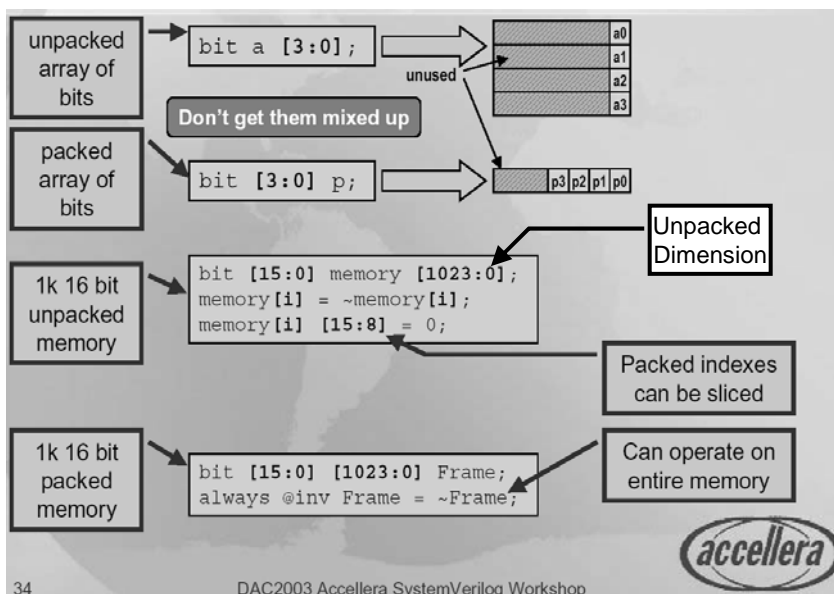 unpacked
array of
bits
bit a [3:0];
a0
a1
a2
a3
unused
Don't get them mixed up
packed
array of
bits
bit [3:0] p;
p3 p2 p1 p0
Unpacked
Dimension
1k 16 bit
unpacked
memory
bit [15:0] memory [1023:0];
memory[i] = ~memory[i];
memory[i] [15:8] = 0;
Packed indexes
can be sliced
1k 16 bit
packed
memory
bit [15:0] [1023:0] Frame;
always @inv Frame = ~Frame;
Can operate on
entire memory
accellera
34
DAC2003 Accellera SystemVerilog Workshop